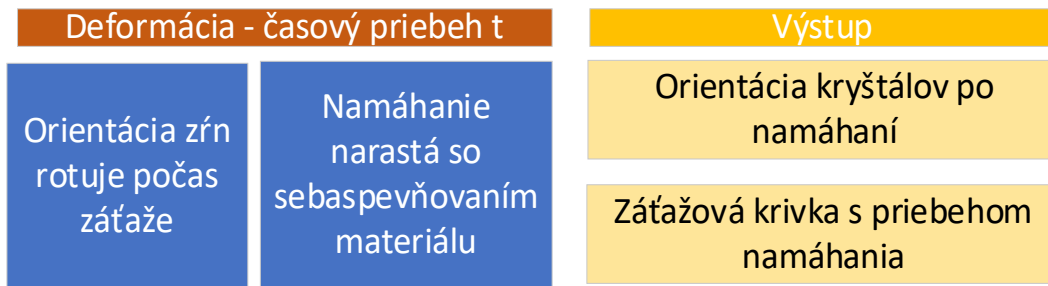 Deformácia - časový priebeh t
Orientácia zŕn
rotuje počas
záťaže
Namáhanie
narastá so
sebaspevňovaním
materiálu
Výstup
Orientácia kryštálov po
namáhaní
Záťažová krivka s priebehom
namáhania